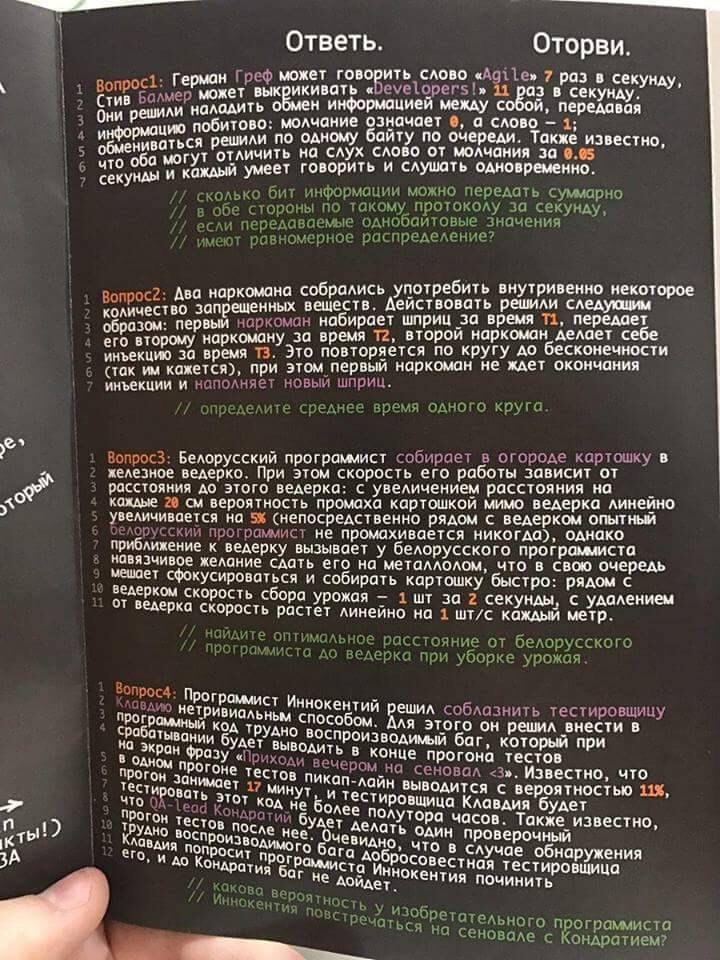 Ответь.
Оторви.
1 Вопрос1: Герман Греф может говорить слово «Agile» 7 раз в секунду,
2 Стив Балмер может выкрикивать «Developers!» 11 раз в секунду.
3 Они решили наладить обмен информацией между собой, передавая
4 информацию побитово: молчание означает 0, а слово – 1;
5 обмениваться решили по одному байту по очереди. Также известно,
6 что оба могут отличить на слух слово от молчания за 0.05
7 секунды и каждый умеет говорить и слушать одновременно.
// сколько бит информации можно передать суммарно
// в обе стороны по такому протоколу за секунду,
// если передаваемые однобайтовые значения
// имеют равномерное распределение?
1 Вопрос2: Два наркомана собрались употребить внутривенно некоторое
2 количество запрещенных веществ. Действовать решили следующим
3 образом: первый наркоман набирает шприц за время T1, передает
4 его второму наркоману за время T2, второй наркоман делает себе
5 инъекцию за время T3. Это повторяется по кругу до бесконечности
6 (так им кажется), при этом первый наркоман не ждет окончания
7 инъекции и наполняет новый шприц.
// определите среднее время одного круга.
1 Вопрос3: Белорусский программист собирает в огороде картошку в
2 железное ведерко. При этом скорость его работы зависит от
3 расстояния до этого ведерка: с увеличением расстояния на
4 каждые 20 см вероятность промаха картошкой мимо ведерка линейно
5 увеличивается на 5% (непосредственно рядом с ведерком опытный
6 белорусский программист не промахивается никогда), однако
7 приближение к ведерку вызывает у белорусского программиста
8 навязчивое желание сдать его на металлолом, что в свою очередь
9 мешает сфокусироваться и собирать картошку быстро: рядом с
10 ведерком скорость сбора урожая – 1 шт за 2 секунды, с удалением
11 от ведерка скорость растет линейно на 1 шт/с каждый метр.
// найдите оптимальное расстояние от белорусского
// программиста до ведерка при уборке урожая.
1 Вопрос4: Программист Иннокентий решил соблазнить тестировщицу
2 Клавдию нетривиальным способом. Для этого он решил внести в
3 программный код трудно воспроизводимый баг, который при
4 срабатывании будет выводить в конце прогона тестов
5 на экран фразу «Приходи вечером на сеновал <3». Известно, что
6 в одном прогоне тестов пикап-лайн выводится с вероятностью 11%,
7 прогон занимает 17 минут, и тестировщица Клавдия будет
8 тестировать этот код не более полутора часов. Также известно,
9 что QA-lead Кондратий будет делать один проверочный
10 прогон тестов после нее. Очевидно, что в случае обнаружения
11 трудно воспроизводимого бага добросовестная тестировщица
12 Клавдия попросит программиста Иннокентия починить
его, и до Кондратия баг не дойдет.
// какова вероятность у изобретательного программиста
// Иннокентия повстречаться на сеновале с Кондратием?